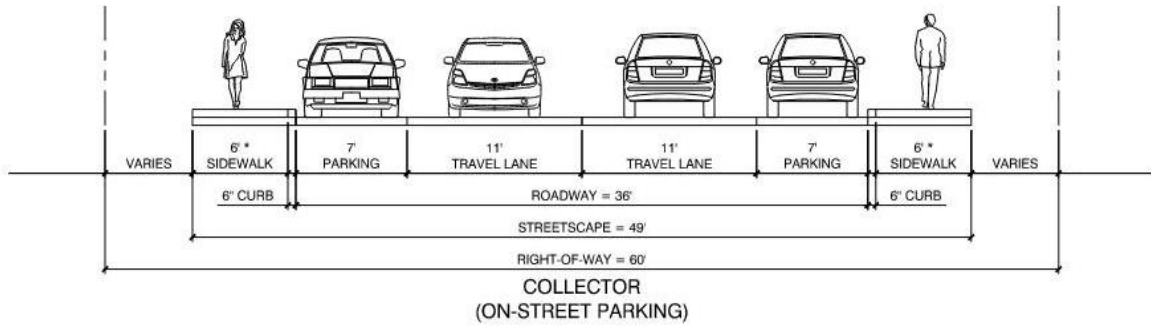 6' * 7' 11' 11' 7' 6' *
VARIES SIDEWALK PARKING TRAVEL LANE TRAVEL LANE PARKING SIDEWALK VARIES
6" CURB ROADWAY = 36' 6" CURB
STREETSCAPE = 49'
RIGHT-OF-WAY = 60'
COLLECTOR
(ON-STREET PARKING)